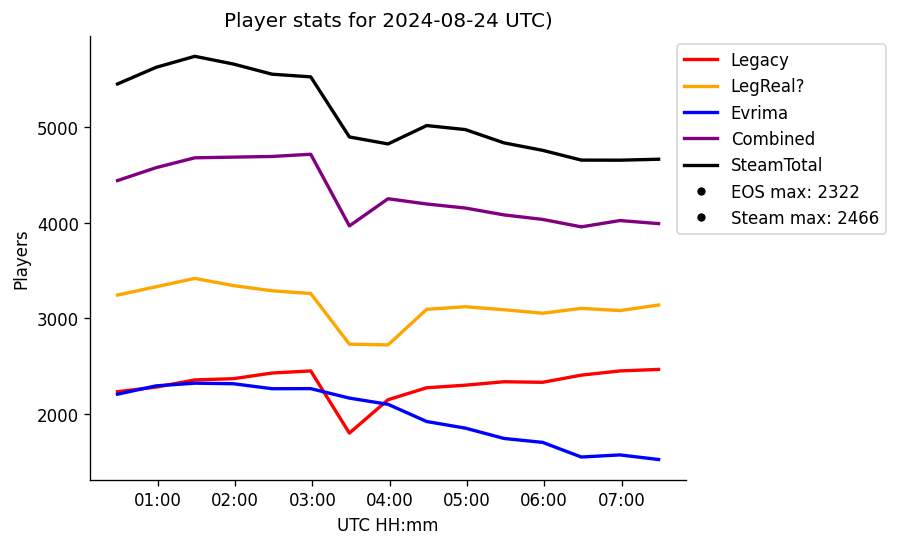 Player stats for 2024-08-24 UTC)
Legacy
LegReal?
Evrima
Combined
SteamTotal
EOS max: 2322
Steam max: 2466
Players
5000
4000
3000
2000
01:00 02:00 03:00 04:00 05:00 06:00 07:00
UTC HH:mm